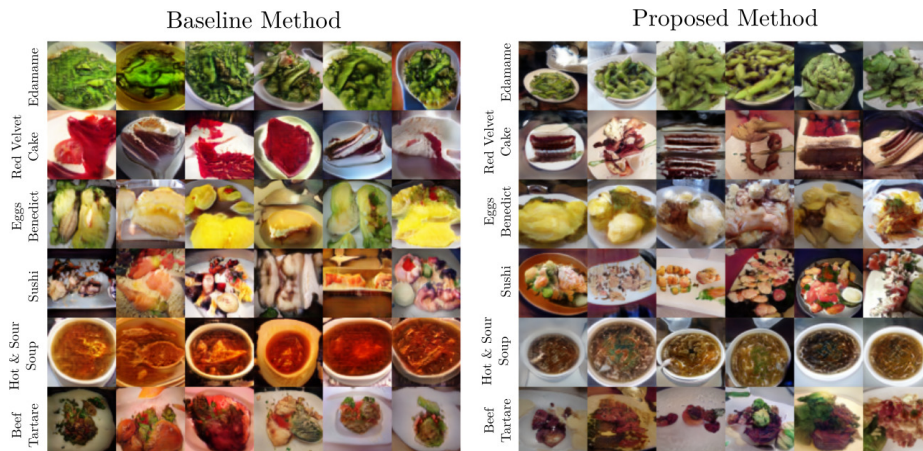 Baseline Method
Proposed Method
Edamame
Red Velvet
Cake
Eggs
Benedict
Sushi
Hot & Sour
Soup
Beef
Tartare
Edamame
Red Velvet
Cake
Eggs
Benedict
Sushi
Hot & Sour
Soup
Beef
Tartare